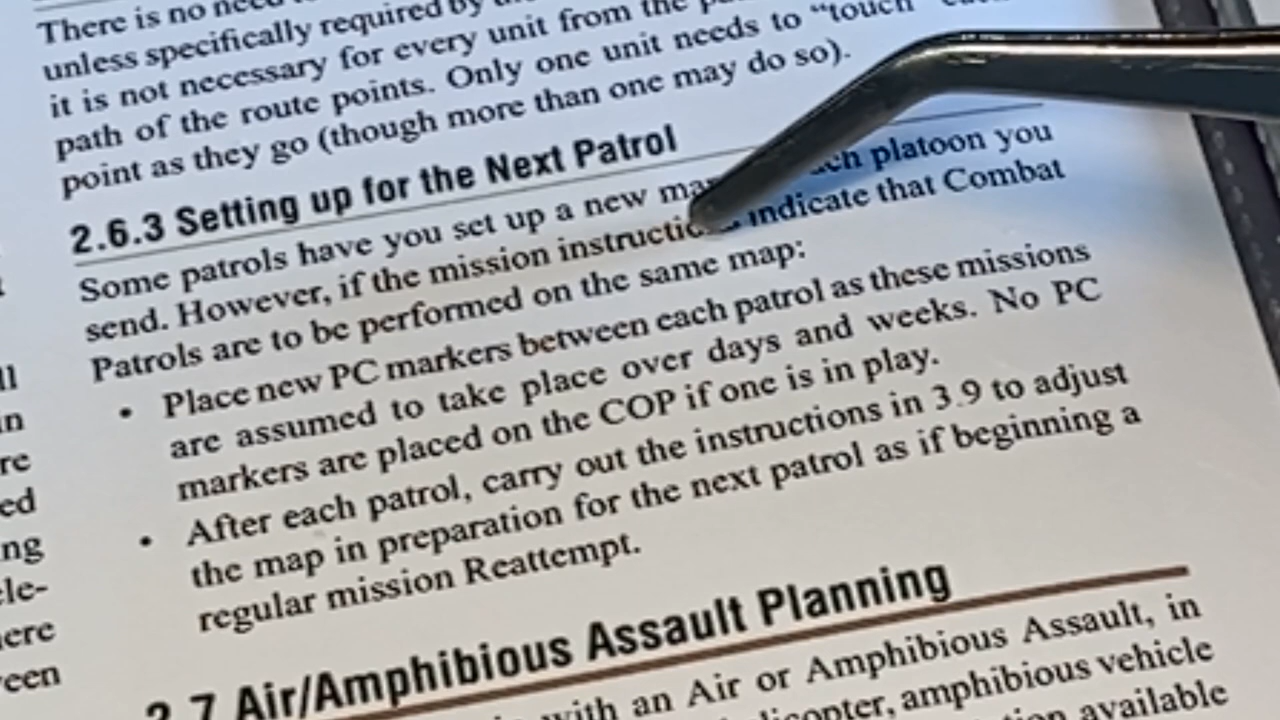 There is no need
unless specifically required by
it is not necessary for every unit from the
path of the route points. Only one unit needs to “touch”
point as they go (though more than one may do so).
2.6.3 Setting up for the Next Patrol
Some patrols have you set up a new platoon you
send. However, if the mission indicate that Combat
Patrols are to be performed on the same map:
• Place new PC markers between each patrol as these missions
are assumed to take place over days and weeks. No PC
markers are placed on the COP if one is in play.
• After each patrol, carry out the instructions in 3.9 to adjust
the map in preparation for the next patrol as if beginning a
regular mission Reattempt.
2.7 Air/Amphibious Assault Planning
with an Air or Amphibious Assault, in
amphibious vehicle
available